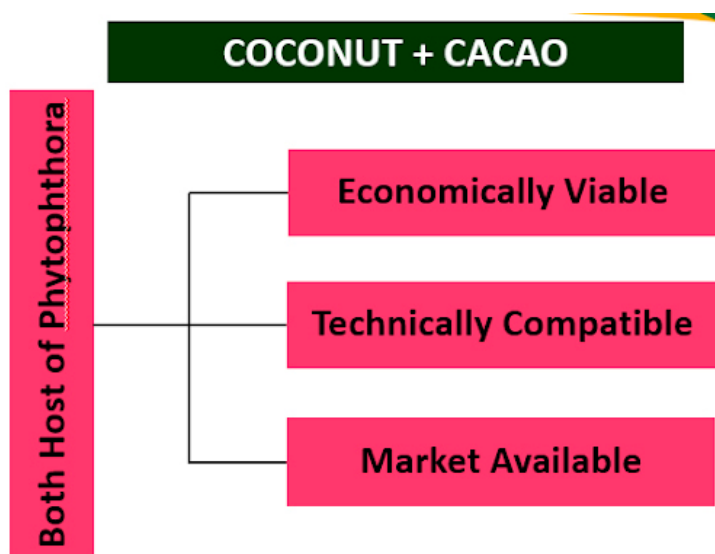 COCONUT + CACAO
Both Host of Phytophthora
Economically Viable
Technically Compatible
Market Available